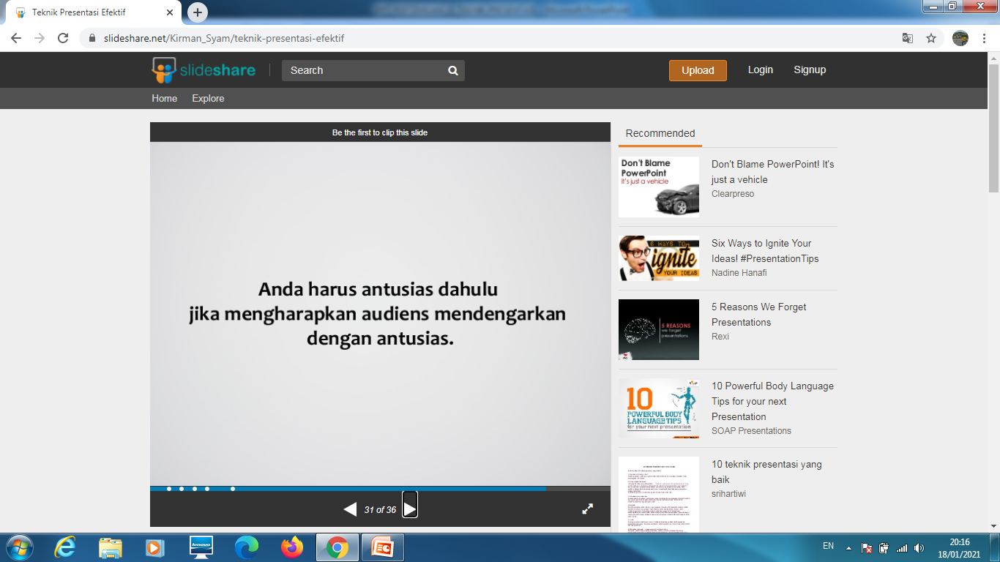 Teknik Presentasi Efektif
slideshare.net/Kirman_Syam/teknik-presentasi-efektif
slideshare
Search
Upload
Login
Signup
Home
Explore
Be the first to clip this slide
Anda harus antusias dahulu
jika mengharapkan audiens mendengarkan
dengan antusias.
31 of 36
Recommended
Don't Blame
PowerPoint
It's just a vehicle
Don't Blame PowerPoint! It's
just a vehicle
Clearpreso
6 WAYS TO
ignite
YOUR IDEAS
Six Ways to Ignite Your
Ideas! #PresentationTips
Nadine Hanafi
5 REASONS
we forget
presentations
5 Reasons We Forget
Presentations
Rexi
10
POWERFUL BODY
LANGUAGE TIPS
for your next presentation
10 Powerful Body Language
Tips for your next
Presentation
SOAP Presentations
10 teknik presentasi yang
baik
srihartiwi
lenovo
EN
20:16
18/01/2021